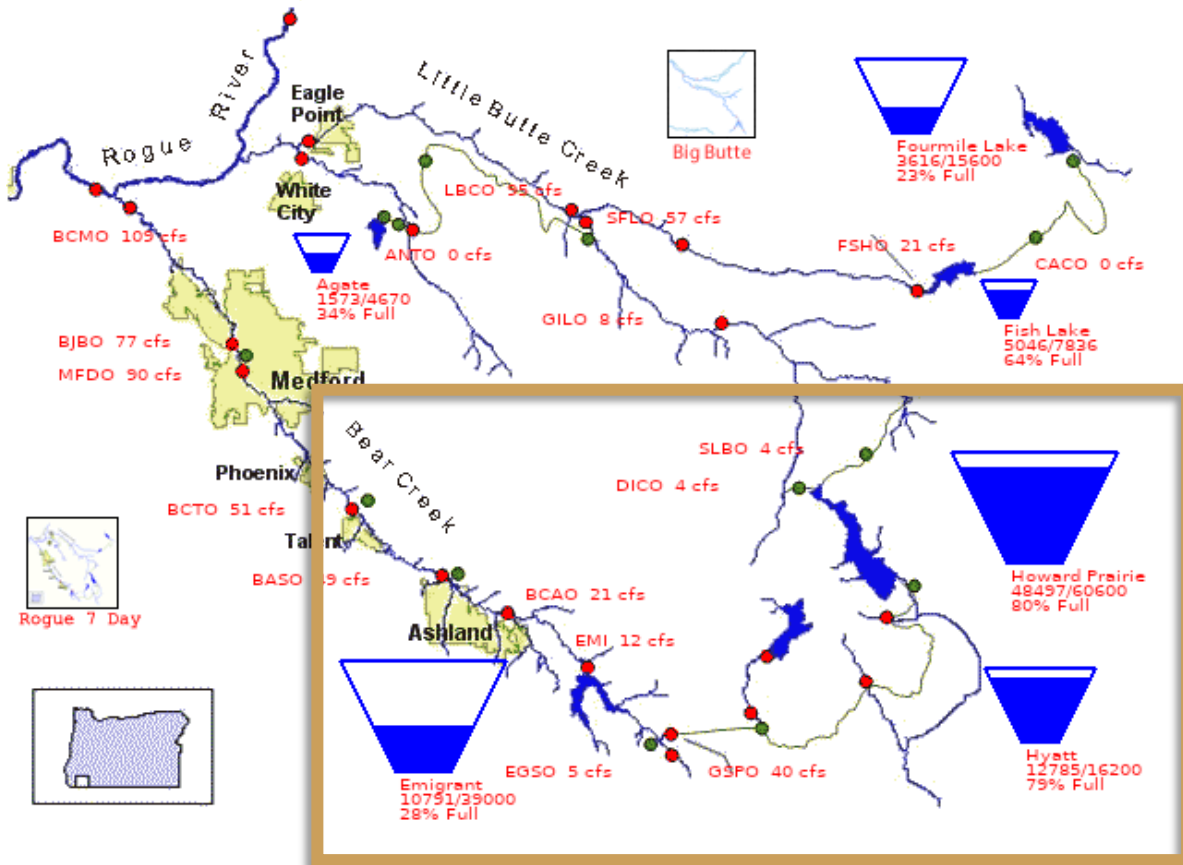 Rogue River
Eagle
Point
Little Butte Creek
Big Butte
Fourmile Lake
3616/15600
23% Full
White
City
LBCO 95 cfs
SFLO 57 cfs
BCMO 109 cfs
ANTO 0 cfs
FSHO 21 cfs
CACO 0 cfs
Agate
1573/4670
34% Full
GILO 8 cfs
Fish Lake
5046/7836
64% Full
BJBO 77 cfs
MFDO 90 cfs
Medford
Bear Creek
SLBO 4 cfs
Phoenix
DICO 4 cfs
BCTO 51 cfs
Talent
BASO 49 cfs
Howard Prairie
48497/60600
80% Full
Rogue 7 Day
BCAO 21 cfs
Ashland
EMI 12 cfs
Hyatt
12785/16200
79% Full
EGSO 5 cfs
GSPO 40 cfs
Emigrant
10791/39000
28% Full